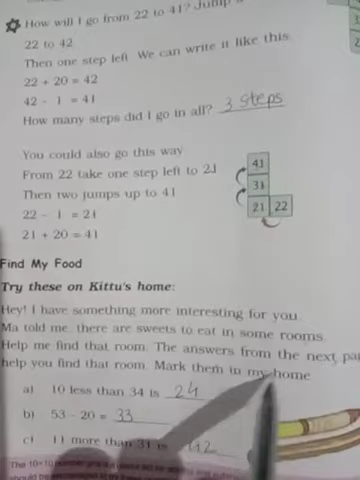 How will I go from 22 to 41? Jump
22 to 42
Then one step left. We can write it like this:
22 + 20 = 42
42 - 1 = 41
How many steps did I go in all? 3 steps
You could also go this way
From 22 take one step left to 21
Then two jumps up to 41
22 - 1 = 21
21 + 20 = 41
41
31
21 22
Find My Food
Try these on Kittu's home:
Hey! I have something more interesting for you.
Ma told me, there are sweets to eat in some rooms.
Help me find that room. The answers from the next
help you find that room. Mark them in my home
a) 10 less than 34 is 24
b) 53 - 20 = 33
c) 11 more than 31 is 42